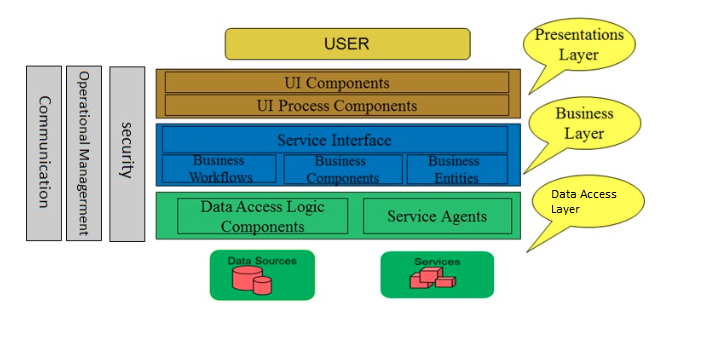 USER
Presentations
Layer
Communication
Operational Managerment
security
UI Components
UI Process Components
Business
Layer
Service Interface
Business
Workflows
Business
Components
Business
Entities
Data Access
Layer
Data Access Logic
Components
Service Agents
Data Sources
Services